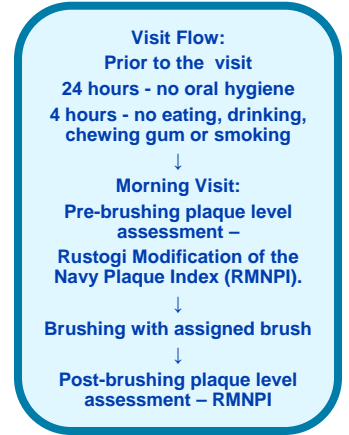 Visit Flow:
Prior to the visit
24 hours - no oral hygiene
4 hours - no eating, drinking,
chewing gum or smoking
↓
Morning Visit:
Pre-brushing plaque level
assessment –
Rustogi Modification of the
Navy Plaque Index (RMNPI).
↓
Brushing with assigned brush
↓
Post-brushing plaque level
assessment – RMNPI